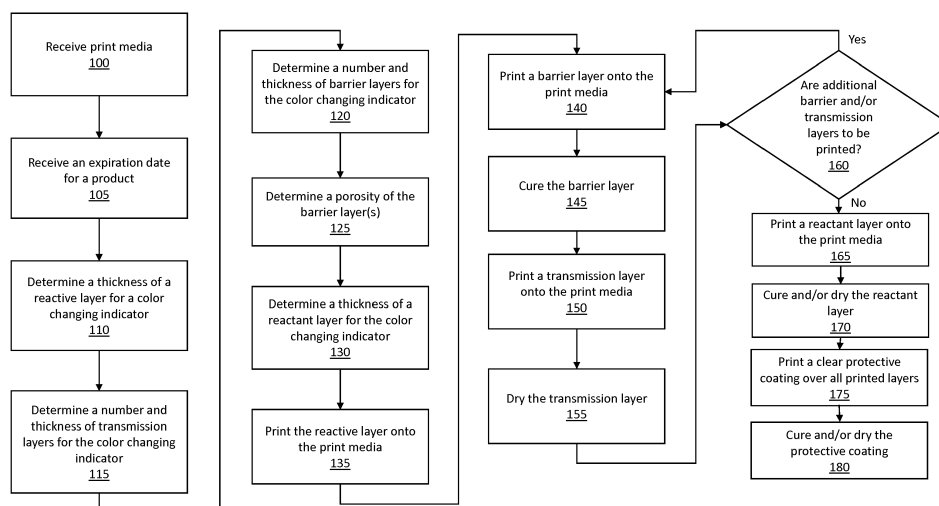 Receive print media
100
Receive an expiration date
for a product
105
Determine a thickness of a
reactive layer for a color
changing indicator
110
Determine a number and
thickness of transmission
layers for the color changing
indicator
115
Determine a number and
thickness of barrier layers for
the color changing indicator
120
Determine a porosity of the
barrier layer(s)
125
Determine a thickness of a
reactant layer for the color
changing indicator
130
Print the reactive layer onto
the print media
135
Print a barrier layer onto the
print media
140
Cure the barrier layer
145
Print a transmission layer
onto the print media
150
Dry the transmission layer
155
Yes
Are additional
barrier and/or
transmission
layers to be
printed?
160
No
Print a reactant layer onto
the print media
165
Cure and/or dry the reactant
layer
170
Print a clear protective
coating over all printed layers
175
Cure and/or dry the
protective coating
180